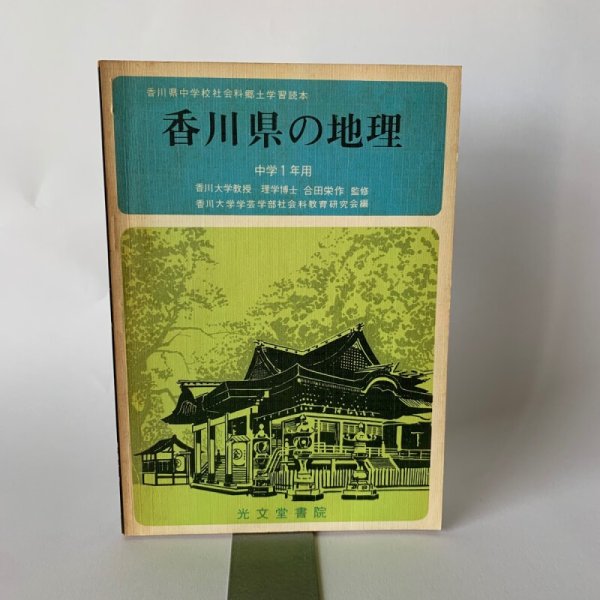 香川県中学校社会科郷土学習読本
香川県の地理
中学1年用
香川大学教授 理学博士 合田栄作 監修
香川大学学芸学部社会科教育研究会編
光文堂書院